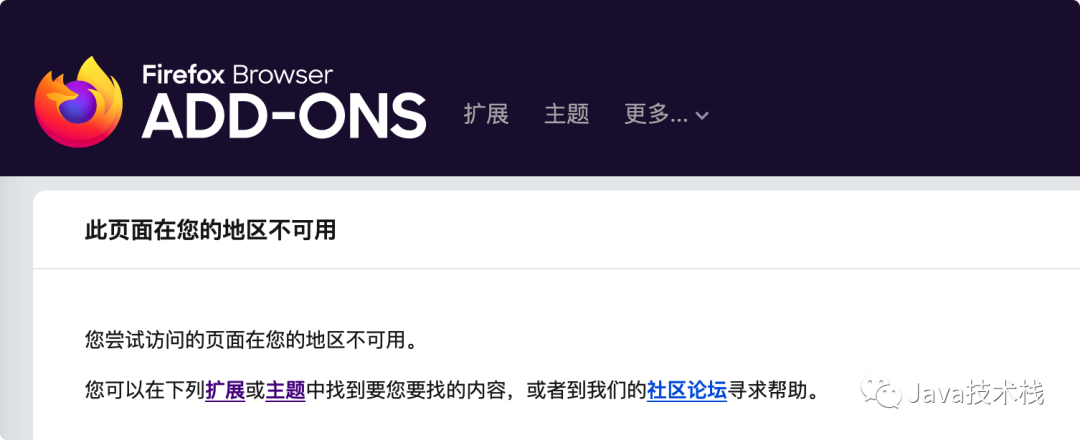 Firefox Browser
ADD-ONS
扩展 主题 更多...
此页面在您的地区不可用
您尝试访问的页面在您的地区不可用。
您可以在下列扩展或主题中找到要您要找的内容，或者到我们的社区论坛寻求帮助。
Java技术栈